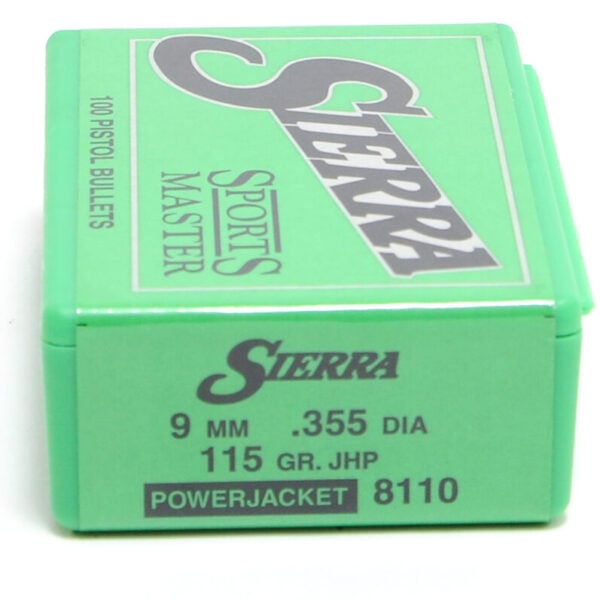 SIERRA
SPORTS
MASTER
100 PISTOL BULLETS
SIERRA
9 MM .355 DIA
115 GR. JHP
POWERJACKET 8110